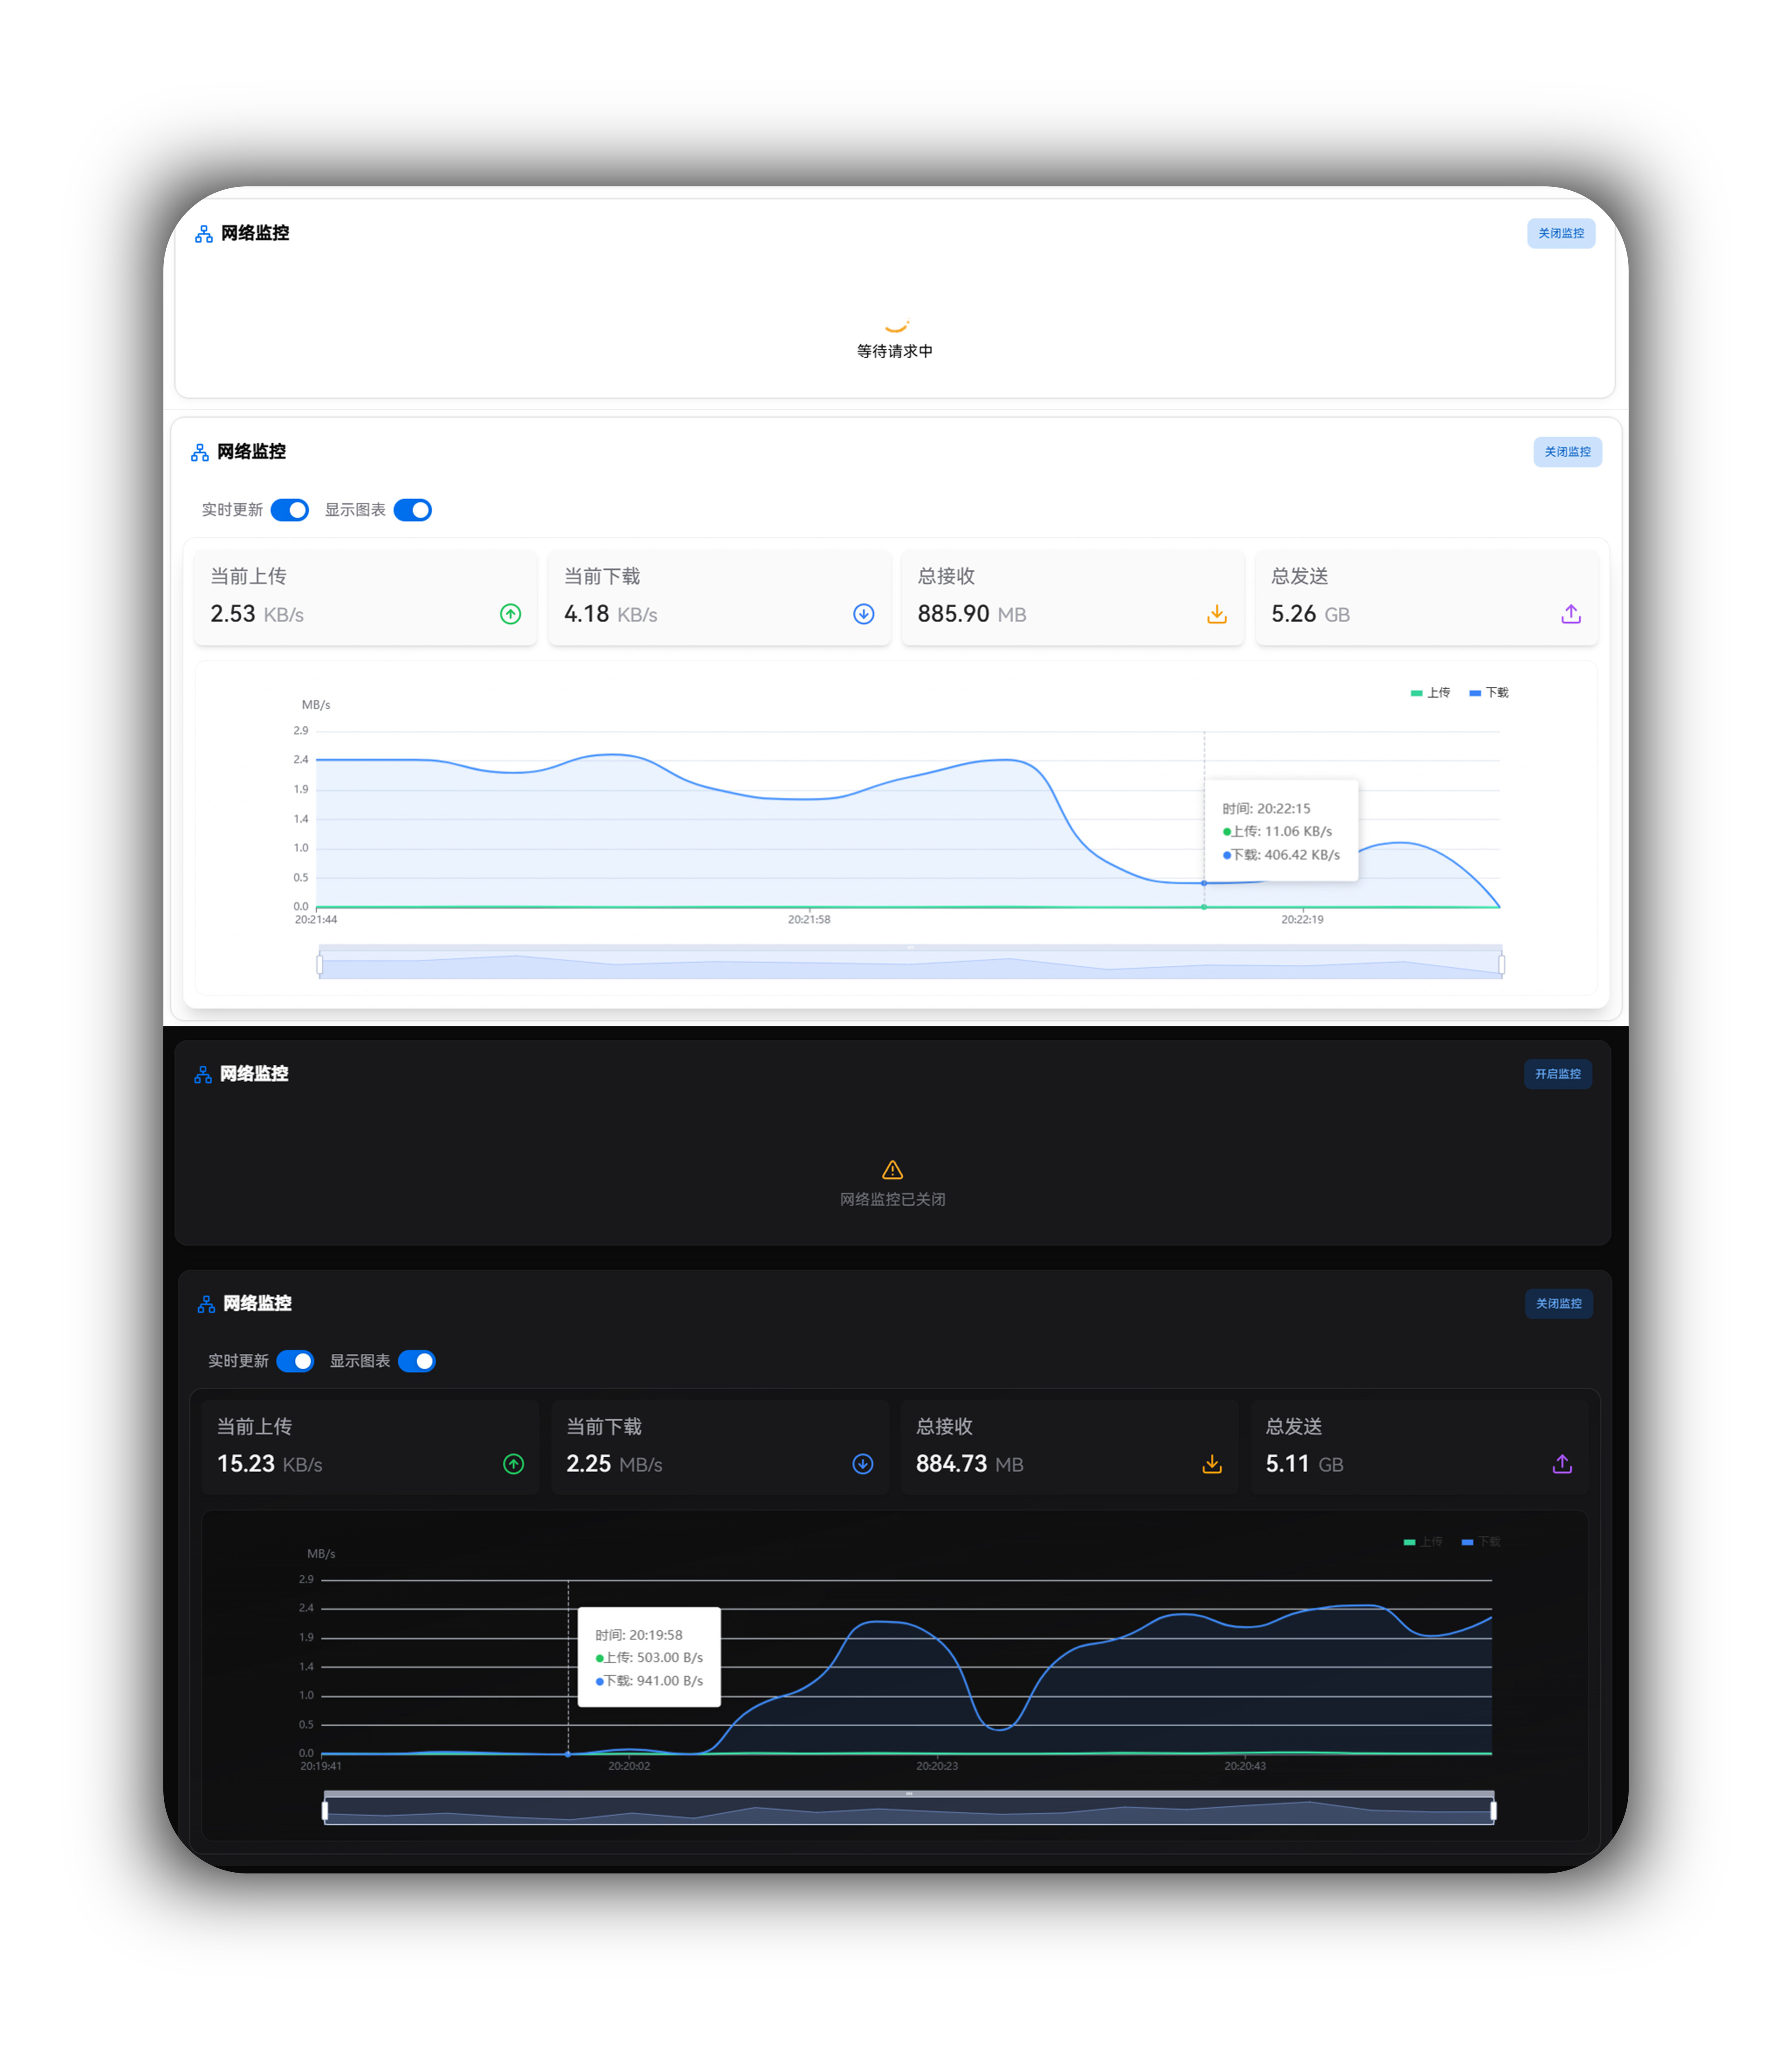 网络监控
关闭监控
等待请求中
网络监控
关闭监控
实时更新 显示图表
当前上传 当前下载 总接收 总发送
2.53 KB/s 4.18 KB/s 885.90 MB 5.26 GB
上传 下载
MB/s
2.9
2.4
1.9
1.4
1.0
0.5
0.0
时间: 20:22:15
上传: 11.06 KB/s
下载: 406.42 KB/s
20:21:44 20:21:58 20:22:19
网络监控
开启监控
网络监控已关闭
网络监控
关闭监控
实时更新 显示图表
当前上传 当前下载 总接收 总发送
15.23 KB/s 2.25 MB/s 884.73 MB 5.11 GB
上传 下载
MB/s
2.9
2.4
1.9
1.4
1.0
0.5
0.0
时间: 20:19:58
上传: 503.00 B/s
下载: 941.00 B/s
20:19:41 20:20:02 20:20:23 20:20:43